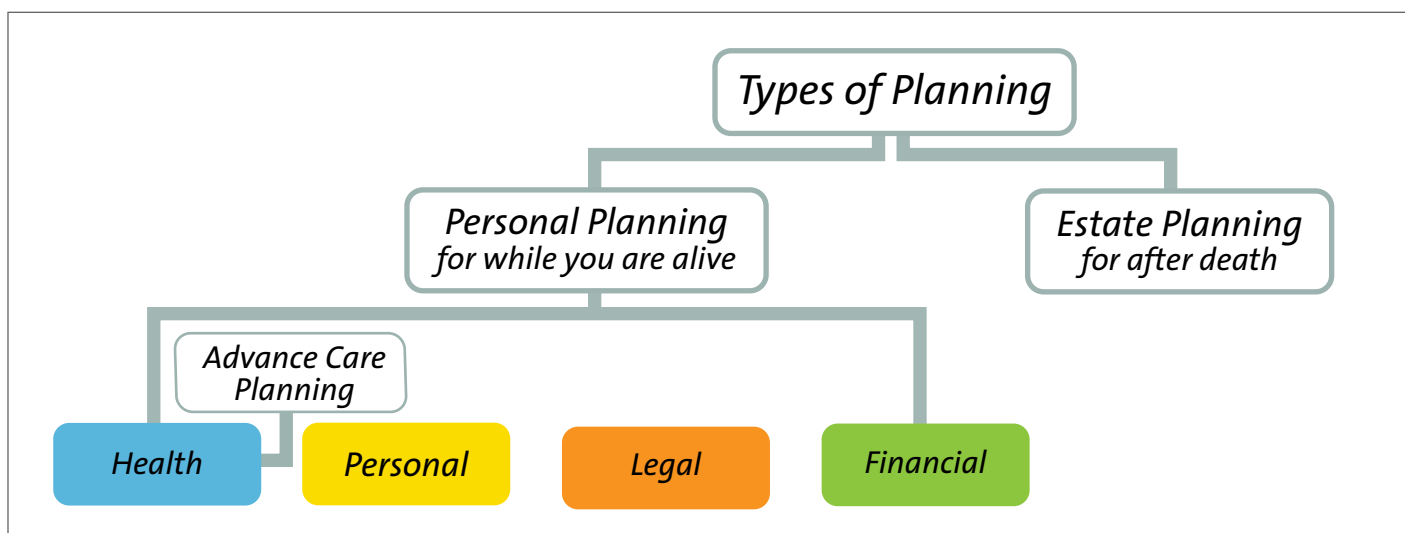 Types of Planning
Personal Planning
for while you are alive
Estate Planning
for after death
Advance Care
Planning
Health
Personal
Legal
Financial